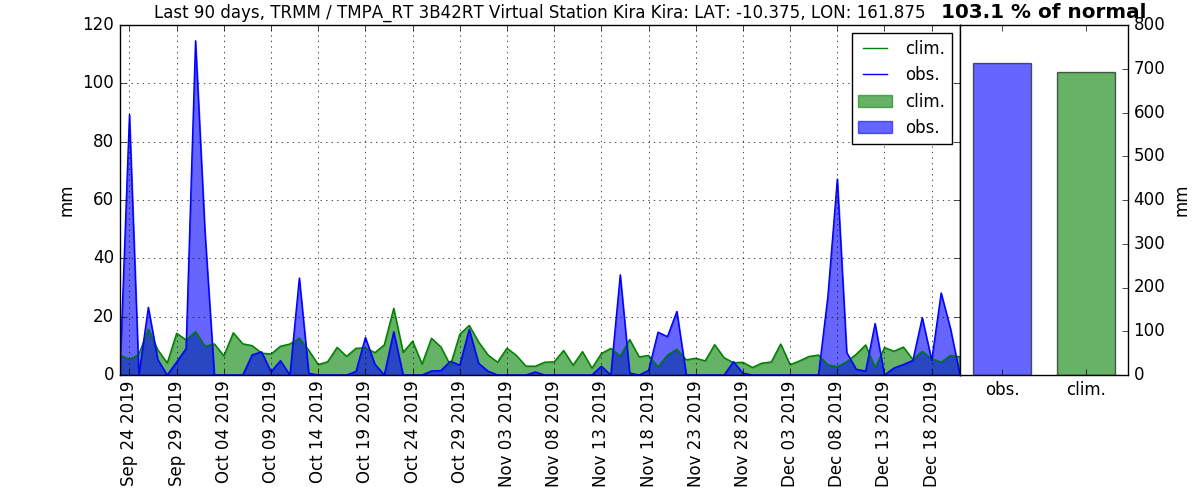 Last 90 days, TRMM / TMPA_RT 3B42RT Virtual Station Kira Kira: LAT: -10.375, LON: 161.875 103.1 % of normal
120
100
80
60
40
20
0
mm
clim.
obs.
clim.
obs.
800
700
600
500
400
300
200
100
0
mm
obs.
clim.
Sep 24 2019
Sep 29 2019
Oct 04 2019
Oct 09 2019
Oct 14 2019
Oct 19 2019
Oct 24 2019
Oct 29 2019
Nov 03 2019
Nov 08 2019
Nov 13 2019
Nov 18 2019
Nov 23 2019
Nov 28 2019
Dec 03 2019
Dec 08 2019
Dec 13 2019
Dec 18 2019